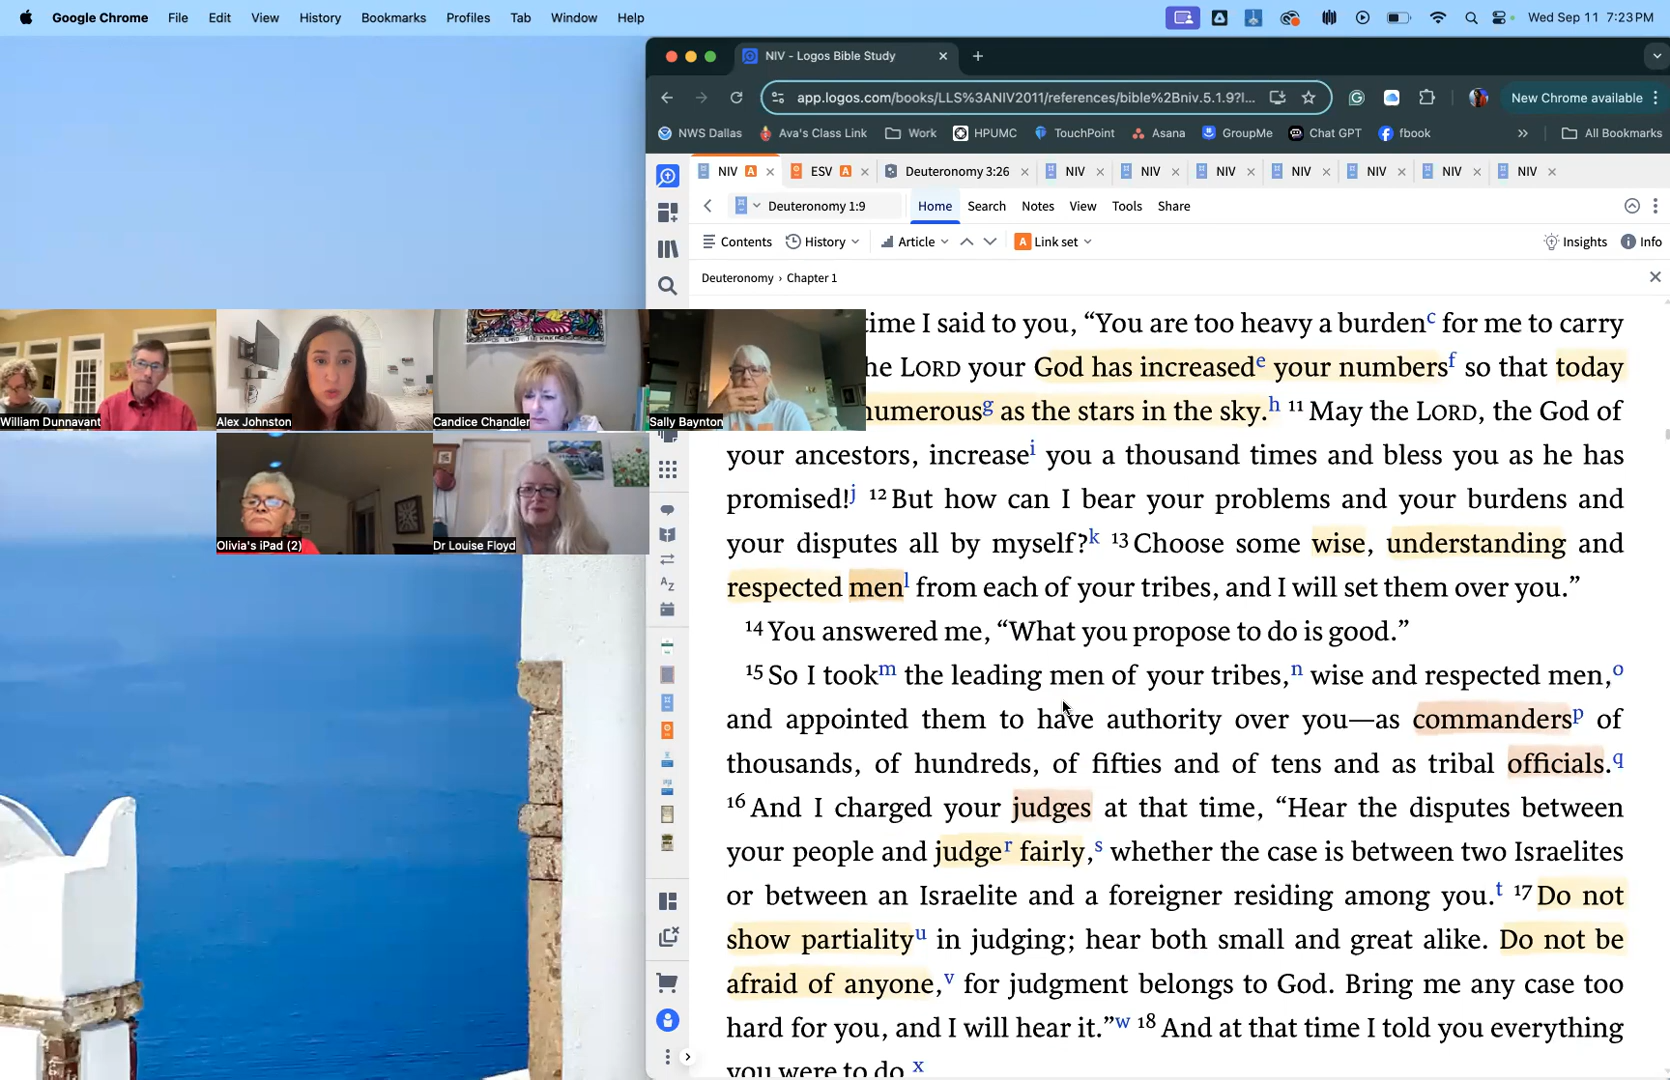 Google Chrome File Edit View History Bookmarks Profiles Tab Window Help Wed Sep 11 7:23 PM
NIV - Logos Bible Study
app.logos.com/books/LLS%3ANIV2011/references/bible%2Bniv.5.1.9?l... New Chrome available
NWS Dallas Ava's Class Link Work HPUMC TouchPoint Asana GroupMe Chat GPT fbook » All Bookmarks
NIV A ESV A Deuteronomy 3:26 NIV NIV NIV NIV NIV NIV NIV
Deuteronomy 1:9 Home Search Notes View Tools Share
Contents History Article A Link set Insights Info
Deuteronomy › Chapter 1
time I said to you, “You are too heavy a burdenc for me to carry
he LORD your God has increasede your numbersf so that today
numerousg as the stars in the sky.h 11 May the LORD, the God of
your ancestors, increasei you a thousand times and bless you as he has
promised!j 12 But how can I bear your problems and your burdens and
your disputes all by myself?k 13 Choose some wise, understanding and
respected menl from each of your tribes, and I will set them over you.”
14 You answered me, “What you propose to do is good.”
15 So I tookm the leading men of your tribes,n wise and respected men,o
and appointed them to have authority over you—as commandersp of
thousands, of hundreds, of fifties and of tens and as tribal officials.q
16 And I charged your judges at that time, “Hear the disputes between
your people and judger fairly,s whether the case is between two Israelites
or between an Israelite and a foreigner residing among you.t 17 Do not
show partialityu in judging; hear both small and great alike. Do not be
afraid of anyone,v for judgment belongs to God. Bring me any case too
hard for you, and I will hear it.”w 18 And at that time I told you everything
you were to do.x
William Dunnavant Alex Johnston Candice Chandler Sally Baynton
Olivia's iPad (2) Dr Louise Floyd